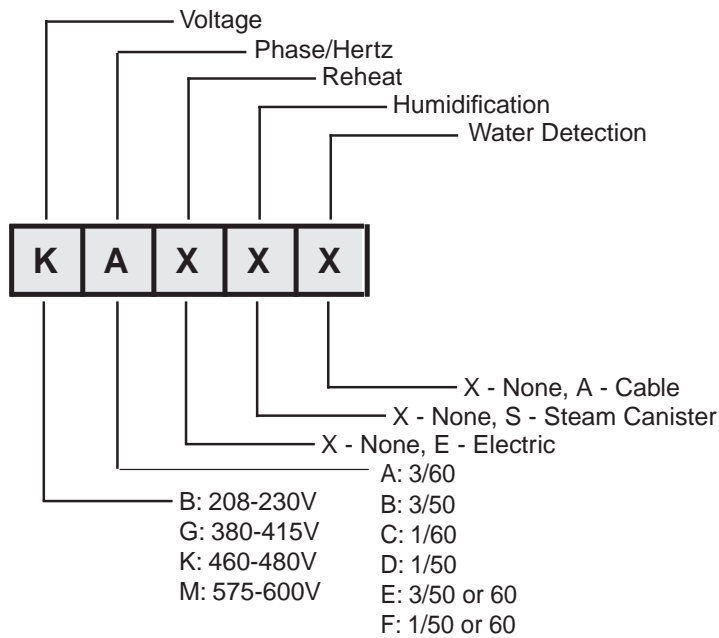 Voltage
Phase/Hertz
Reheat
Humidification
Water Detection
K A X X X
X - None, A - Cable
X - None, S - Steam Canister
X - None, E - Electric
A: 3/60
B: 3/50
C: 1/60
D: 1/50
E: 3/50 or 60
F: 1/50 or 60
B: 208-230V
G: 380-415V
K: 460-480V
M: 575-600V